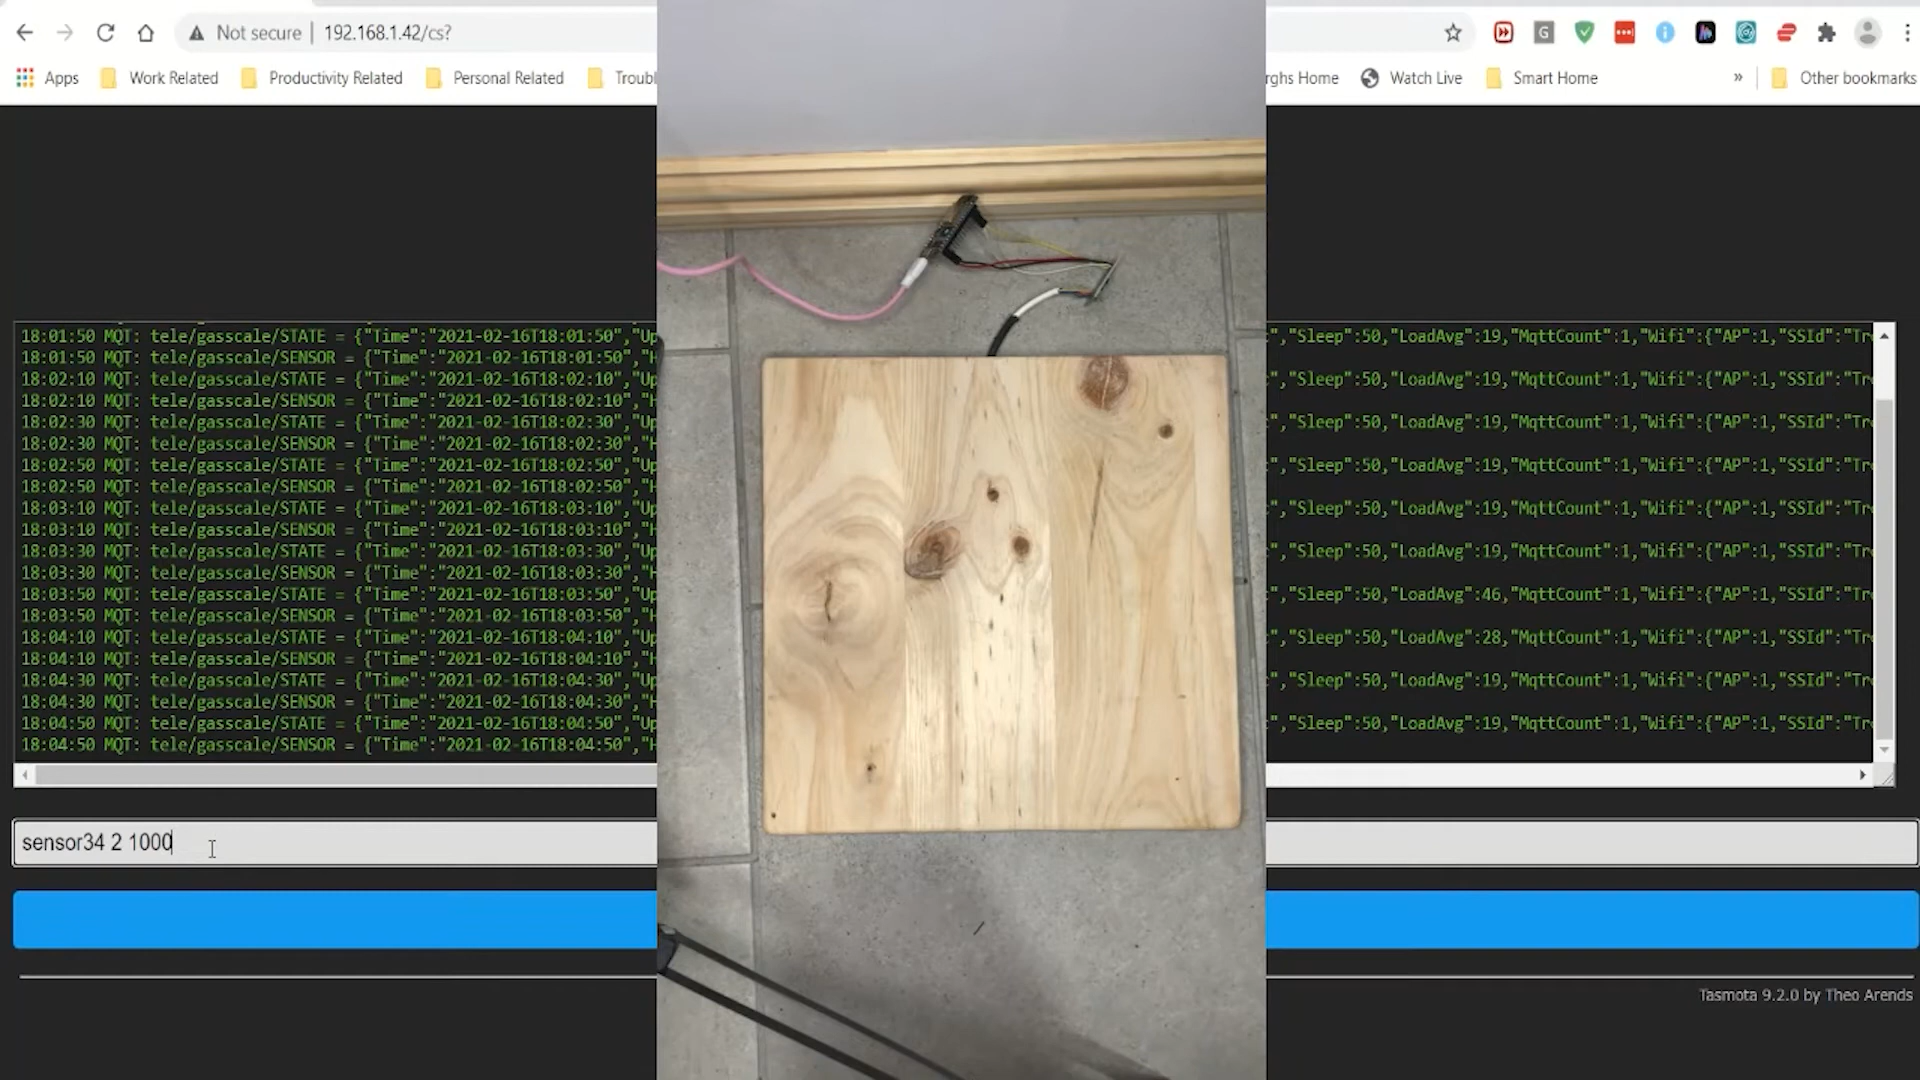 Not secure | 192.168.1.42/cs?
Apps Work Related Productivity Related Personal Related Troubl rghs Home Watch Live Smart Home » Other bookmarks
18:01:50 MQT: tele/gasscale/STATE = {"Time":"2021-02-16T18:01:50","Up ","Sleep":50,"LoadAvg":19,"MqttCount":1,"Wifi":{"AP":1,"SSId":"Tr
18:01:50 MQT: tele/gasscale/SENSOR = {"Time":"2021-02-16T18:01:50","H
18:02:10 MQT: tele/gasscale/STATE = {"Time":"2021-02-16T18:02:10","Up ","Sleep":50,"LoadAvg":19,"MqttCount":1,"Wifi":{"AP":1,"SSId":"Tr
18:02:10 MQT: tele/gasscale/SENSOR = {"Time":"2021-02-16T18:02:10","H
18:02:30 MQT: tele/gasscale/STATE = {"Time":"2021-02-16T18:02:30","Up ","Sleep":50,"LoadAvg":19,"MqttCount":1,"Wifi":{"AP":1,"SSId":"Tr
18:02:30 MQT: tele/gasscale/SENSOR = {"Time":"2021-02-16T18:02:30","H
18:02:50 MQT: tele/gasscale/STATE = {"Time":"2021-02-16T18:02:50","Up ","Sleep":50,"LoadAvg":19,"MqttCount":1,"Wifi":{"AP":1,"SSId":"Tr
18:02:50 MQT: tele/gasscale/SENSOR = {"Time":"2021-02-16T18:02:50","H
18:03:10 MQT: tele/gasscale/STATE = {"Time":"2021-02-16T18:03:10","Up ","Sleep":50,"LoadAvg":19,"MqttCount":1,"Wifi":{"AP":1,"SSId":"Tr
18:03:10 MQT: tele/gasscale/SENSOR = {"Time":"2021-02-16T18:03:10","H
18:03:30 MQT: tele/gasscale/STATE = {"Time":"2021-02-16T18:03:30","Up ","Sleep":50,"LoadAvg":19,"MqttCount":1,"Wifi":{"AP":1,"SSId":"Tr
18:03:30 MQT: tele/gasscale/SENSOR = {"Time":"2021-02-16T18:03:30","H
18:03:50 MQT: tele/gasscale/STATE = {"Time":"2021-02-16T18:03:50","Up ","Sleep":50,"LoadAvg":46,"MqttCount":1,"Wifi":{"AP":1,"SSId":"Tr
18:03:50 MQT: tele/gasscale/SENSOR = {"Time":"2021-02-16T18:03:50","H
18:04:10 MQT: tele/gasscale/STATE = {"Time":"2021-02-16T18:04:10","Up ","Sleep":50,"LoadAvg":28,"MqttCount":1,"Wifi":{"AP":1,"SSId":"Tr
18:04:10 MQT: tele/gasscale/SENSOR = {"Time":"2021-02-16T18:04:10","H
18:04:30 MQT: tele/gasscale/STATE = {"Time":"2021-02-16T18:04:30","Up ","Sleep":50,"LoadAvg":19,"MqttCount":1,"Wifi":{"AP":1,"SSId":"Tr
18:04:30 MQT: tele/gasscale/SENSOR = {"Time":"2021-02-16T18:04:30","H
18:04:50 MQT: tele/gasscale/STATE = {"Time":"2021-02-16T18:04:50","Up ","Sleep":50,"LoadAvg":19,"MqttCount":1,"Wifi":{"AP":1,"SSId":"Tr
18:04:50 MQT: tele/gasscale/SENSOR = {"Time":"2021-02-16T18:04:50","H
sensor34 2 1000
Tasmota 9.2.0 by Theo Arends